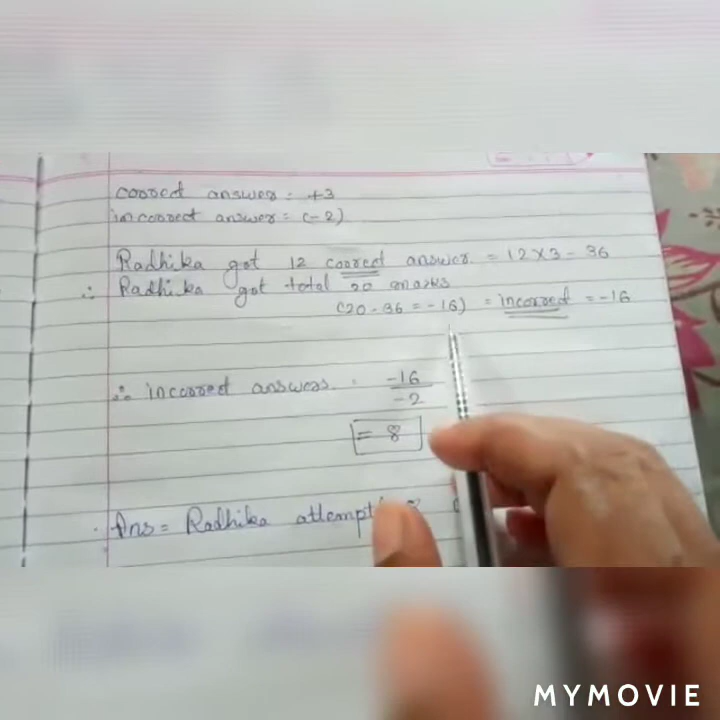 correct answer = +3
incorrect answer = (-2)
Radhika got 12 correct answer = 12 x 3 = 36
∴ Radhika got total 20 marks
(20 - 36 = -16) = incorrect = -16
∴ incorrect answers = -16
-2
= 8
Ans = Radhika attempt
MYMOVIE